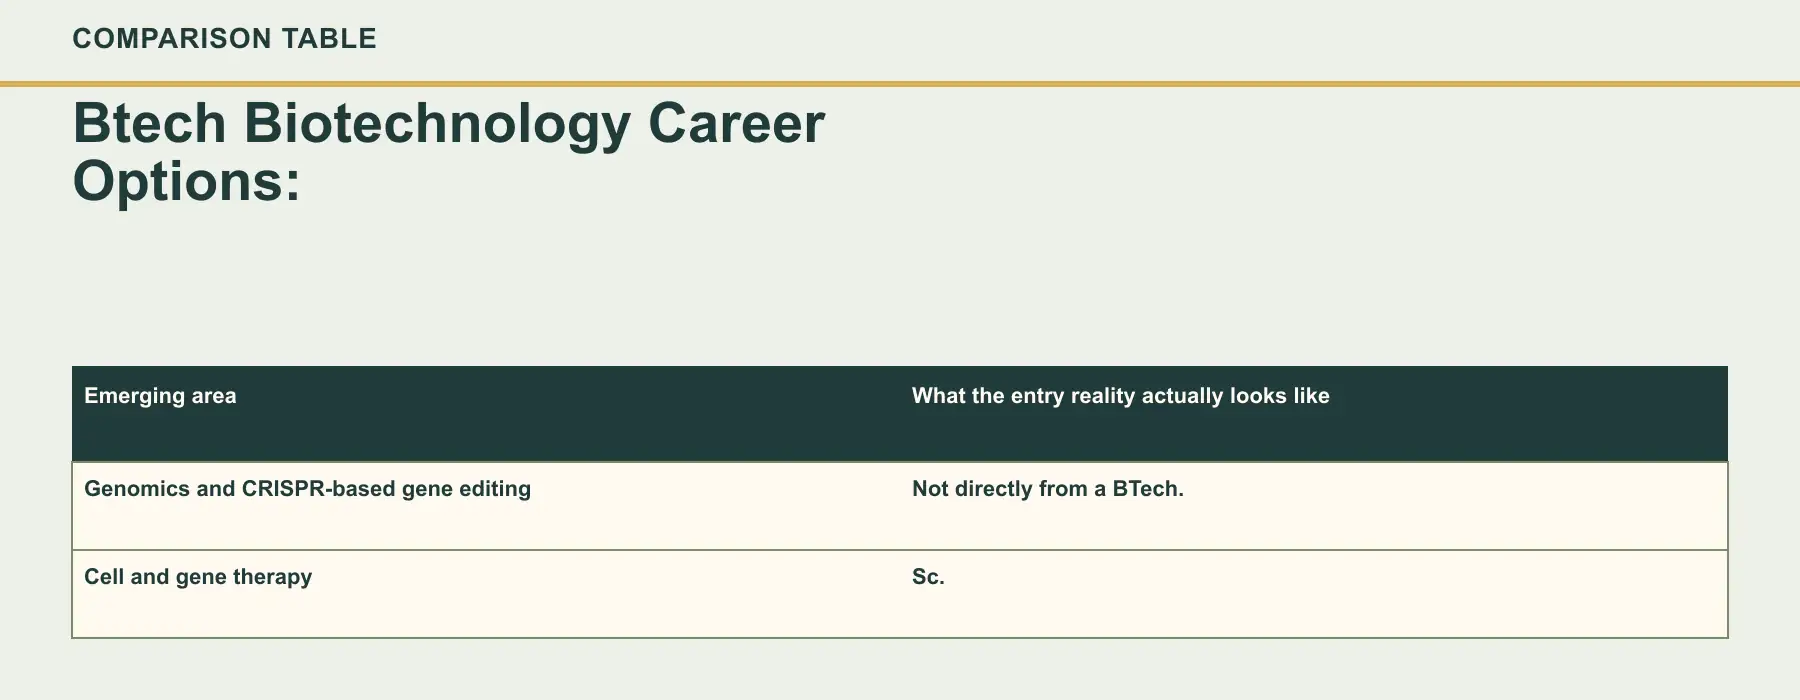 COMPARISON TABLE
Btech Biotechnology Career
Options:
Emerging area
What the entry reality actually looks like
Genomics and CRISPR-based gene editing
Not directly from a BTech.
Cell and gene therapy
Sc.